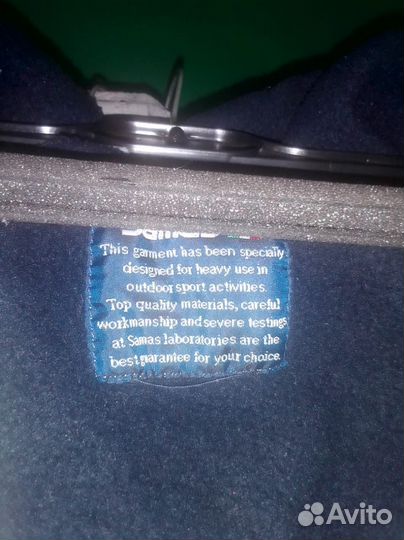 This garment has been specially
designed for heavy use in
outdoor sport activities.
Top quality materials, careful
workmanship and severe testings
at Samas laboratories are the
best garantee for your choice.
Avito